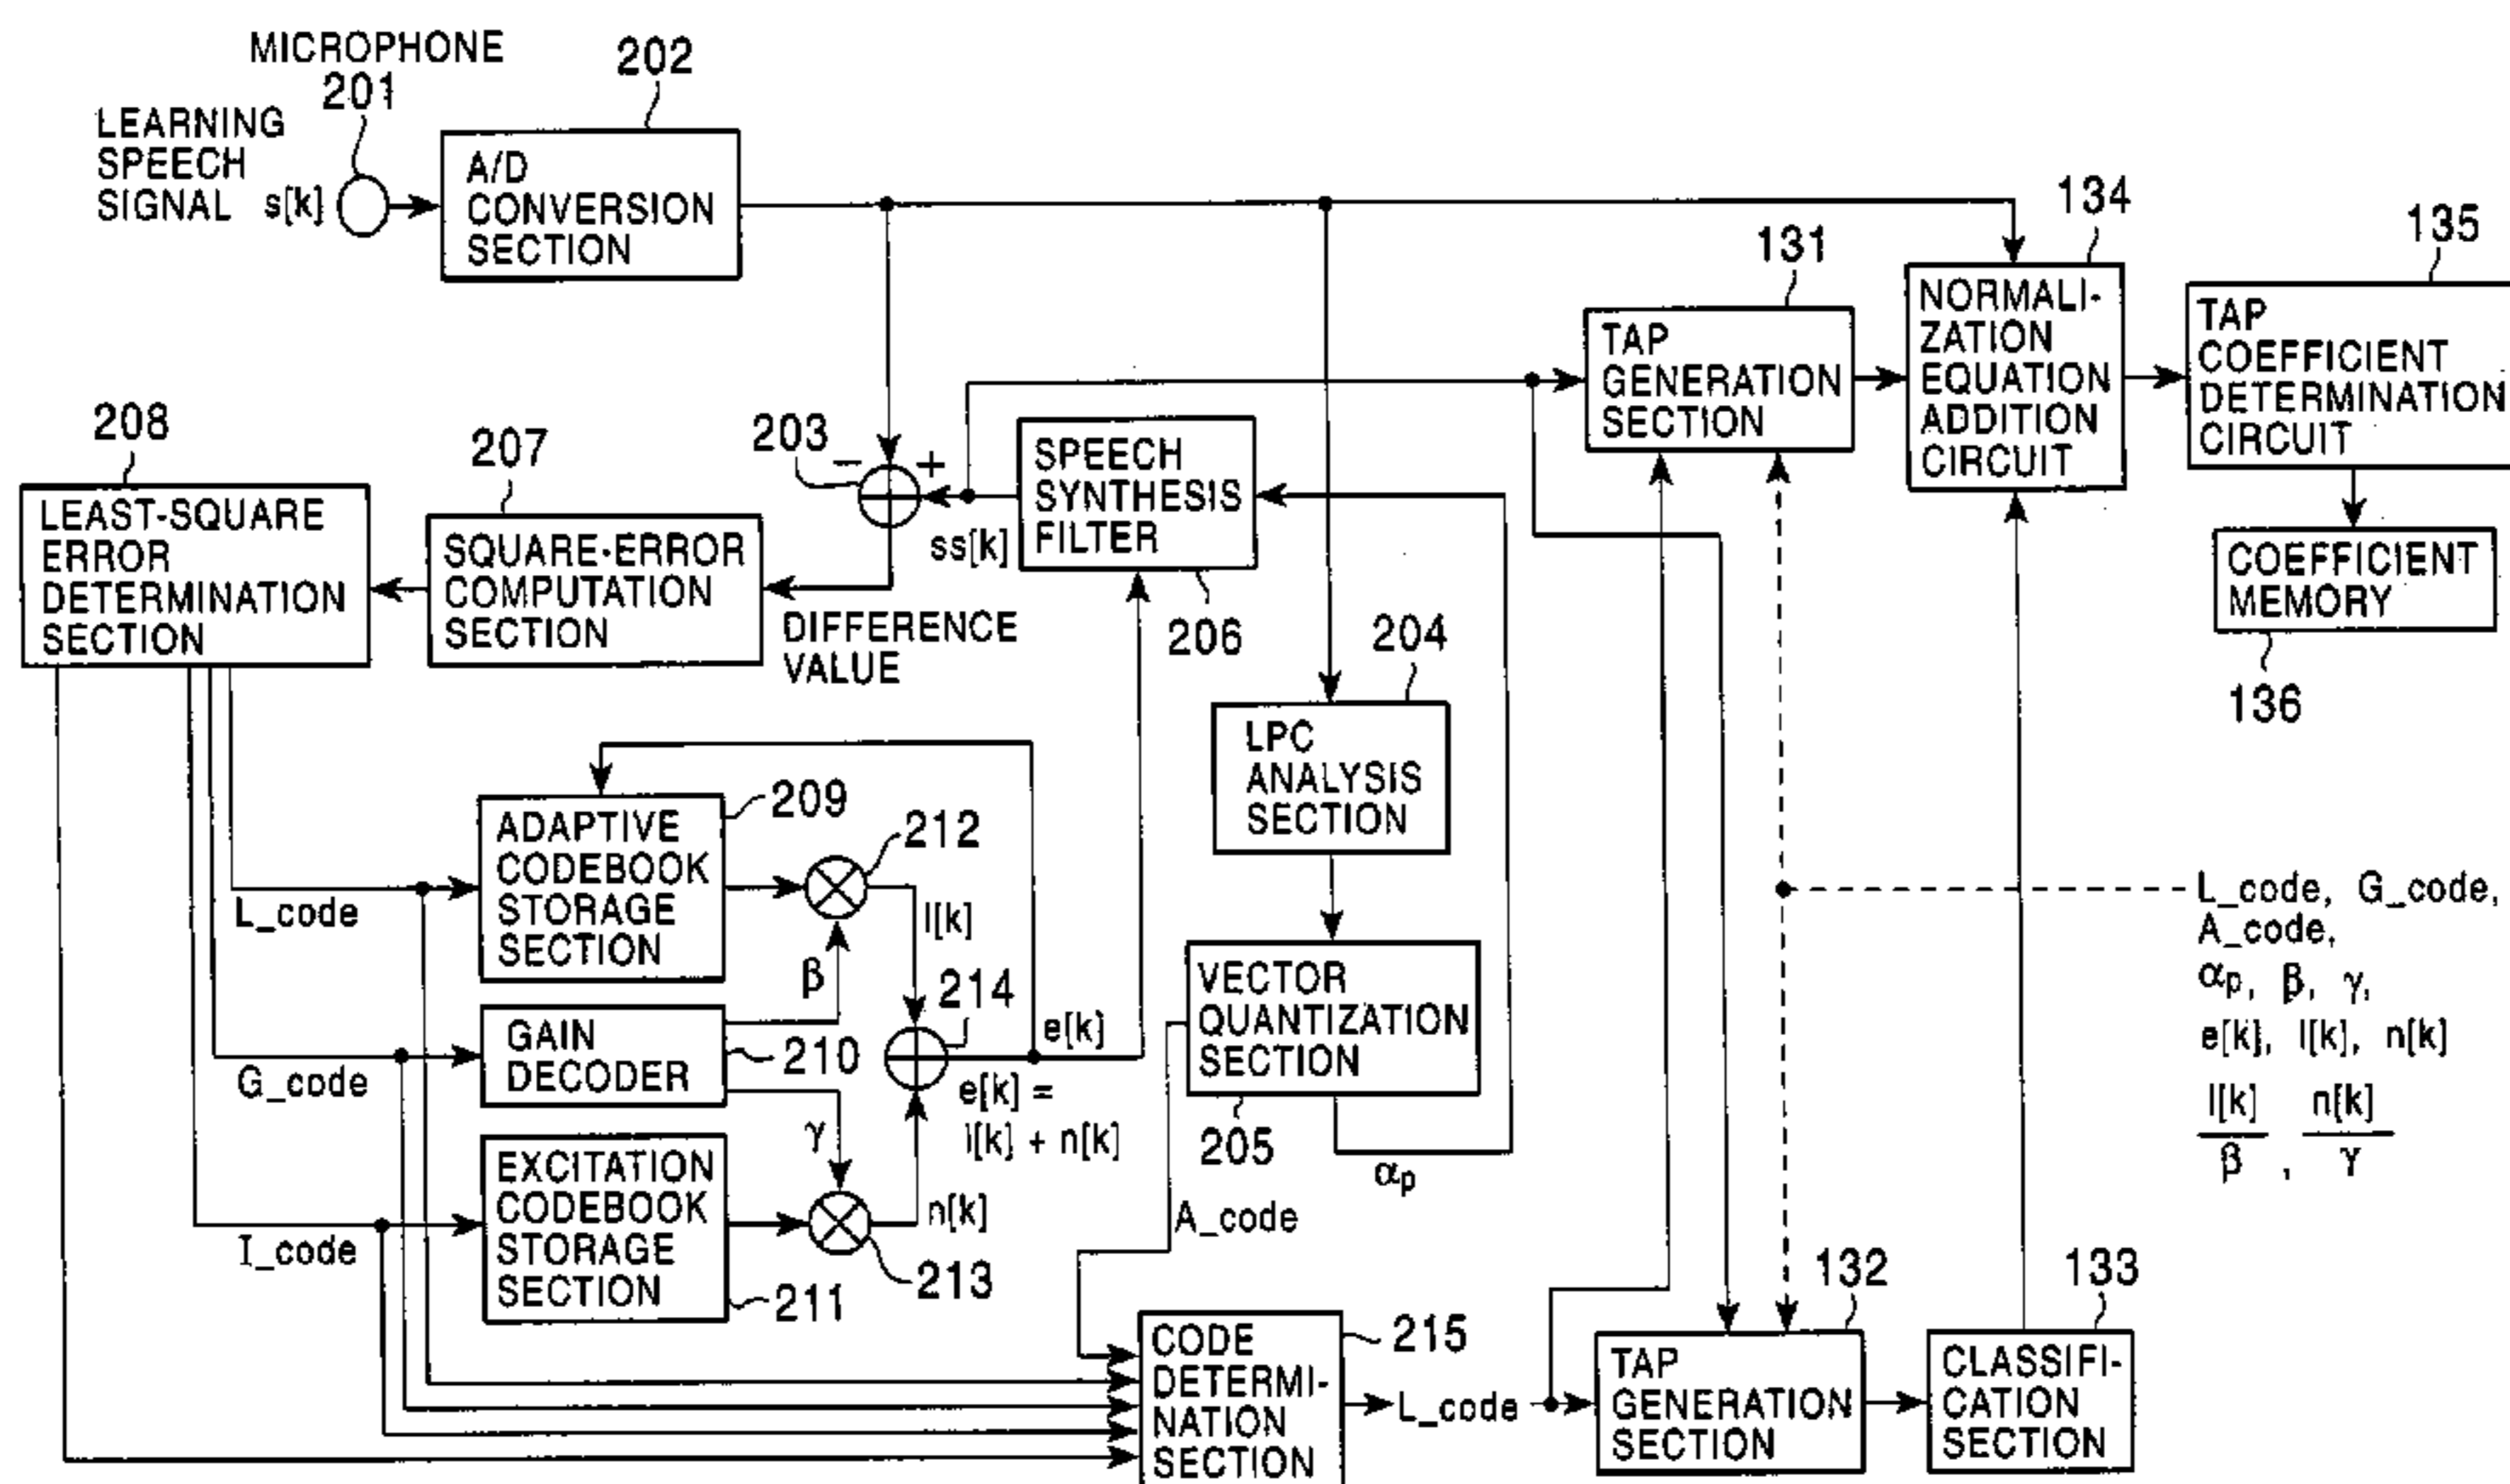 MICROPHONE
201
202
LEARNING
SPEECH
SIGNAL s[k]
A/D
CONVERSION
SECTION
134
135
131
NORMALI-
ZATION
EQUATION
ADDITION
CIRCUIT
TAP
COEFFICIENT
DETERMINATION
CIRCUIT
TAP
GENERATION
SECTION
208
207
203 − +
SPEECH
SYNTHESIS
FILTER
LEAST-SQUARE
ERROR
DETERMINATION
SECTION
SQUARE-ERROR
COMPUTATION
SECTION
ss[k]
DIFFERENCE
VALUE
206
204
COEFFICIENT
MEMORY
136
LPC
ANALYSIS
SECTION
209
ADAPTIVE
CODEBOOK
STORAGE
SECTION
212
L_code
l[k]
β
214
VECTOR
QUANTIZATION
SECTION
L_code, G_code,
A_code,
αp, β, γ,
e[k], l[k], n[k]
l[k] n[k]
β , γ
GAIN
DECODER
210
e[k]
G_code
e[k] =
l[k] + n[k]
γ
205
αp
EXCITATION
CODEBOOK
STORAGE
SECTION
n[k]
A_code
I_code
213
211
132
133
215
CODE
DETERMI-
NATION
SECTION
L_code
TAP
GENERATION
SECTION
CLASSIFI-
CATION
SECTION